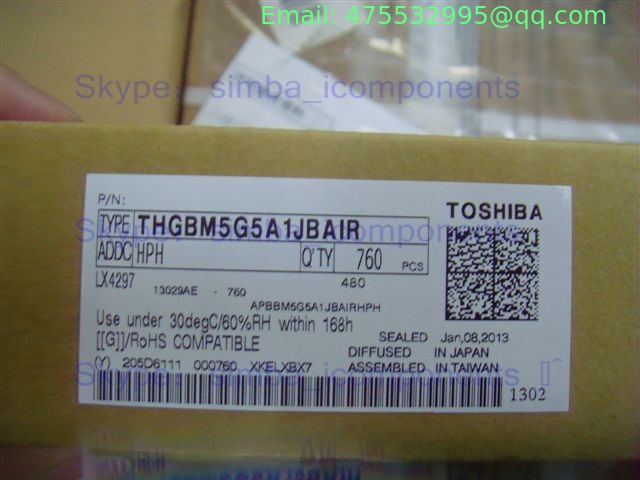 Email: 475532995@qq.com
Skype: simba_icomponents
P/N:
TOSHIBA
TYPE THGBM5G5A1JBAIR
ADDC HPH Q'TY 760 PCS
LX4297 480
13029AE - 760
APBBM5G5A1JBAIRHPH
Use under 30degC/60%RH within 168h
[[G]]/RoHS COMPATIBLE
SEALED Jan,08,2013
DIFFUSED IN JAPAN
ASSEMBLED IN TAIWAN
(Y) 205D6111 000760 XKELXBX7
1302